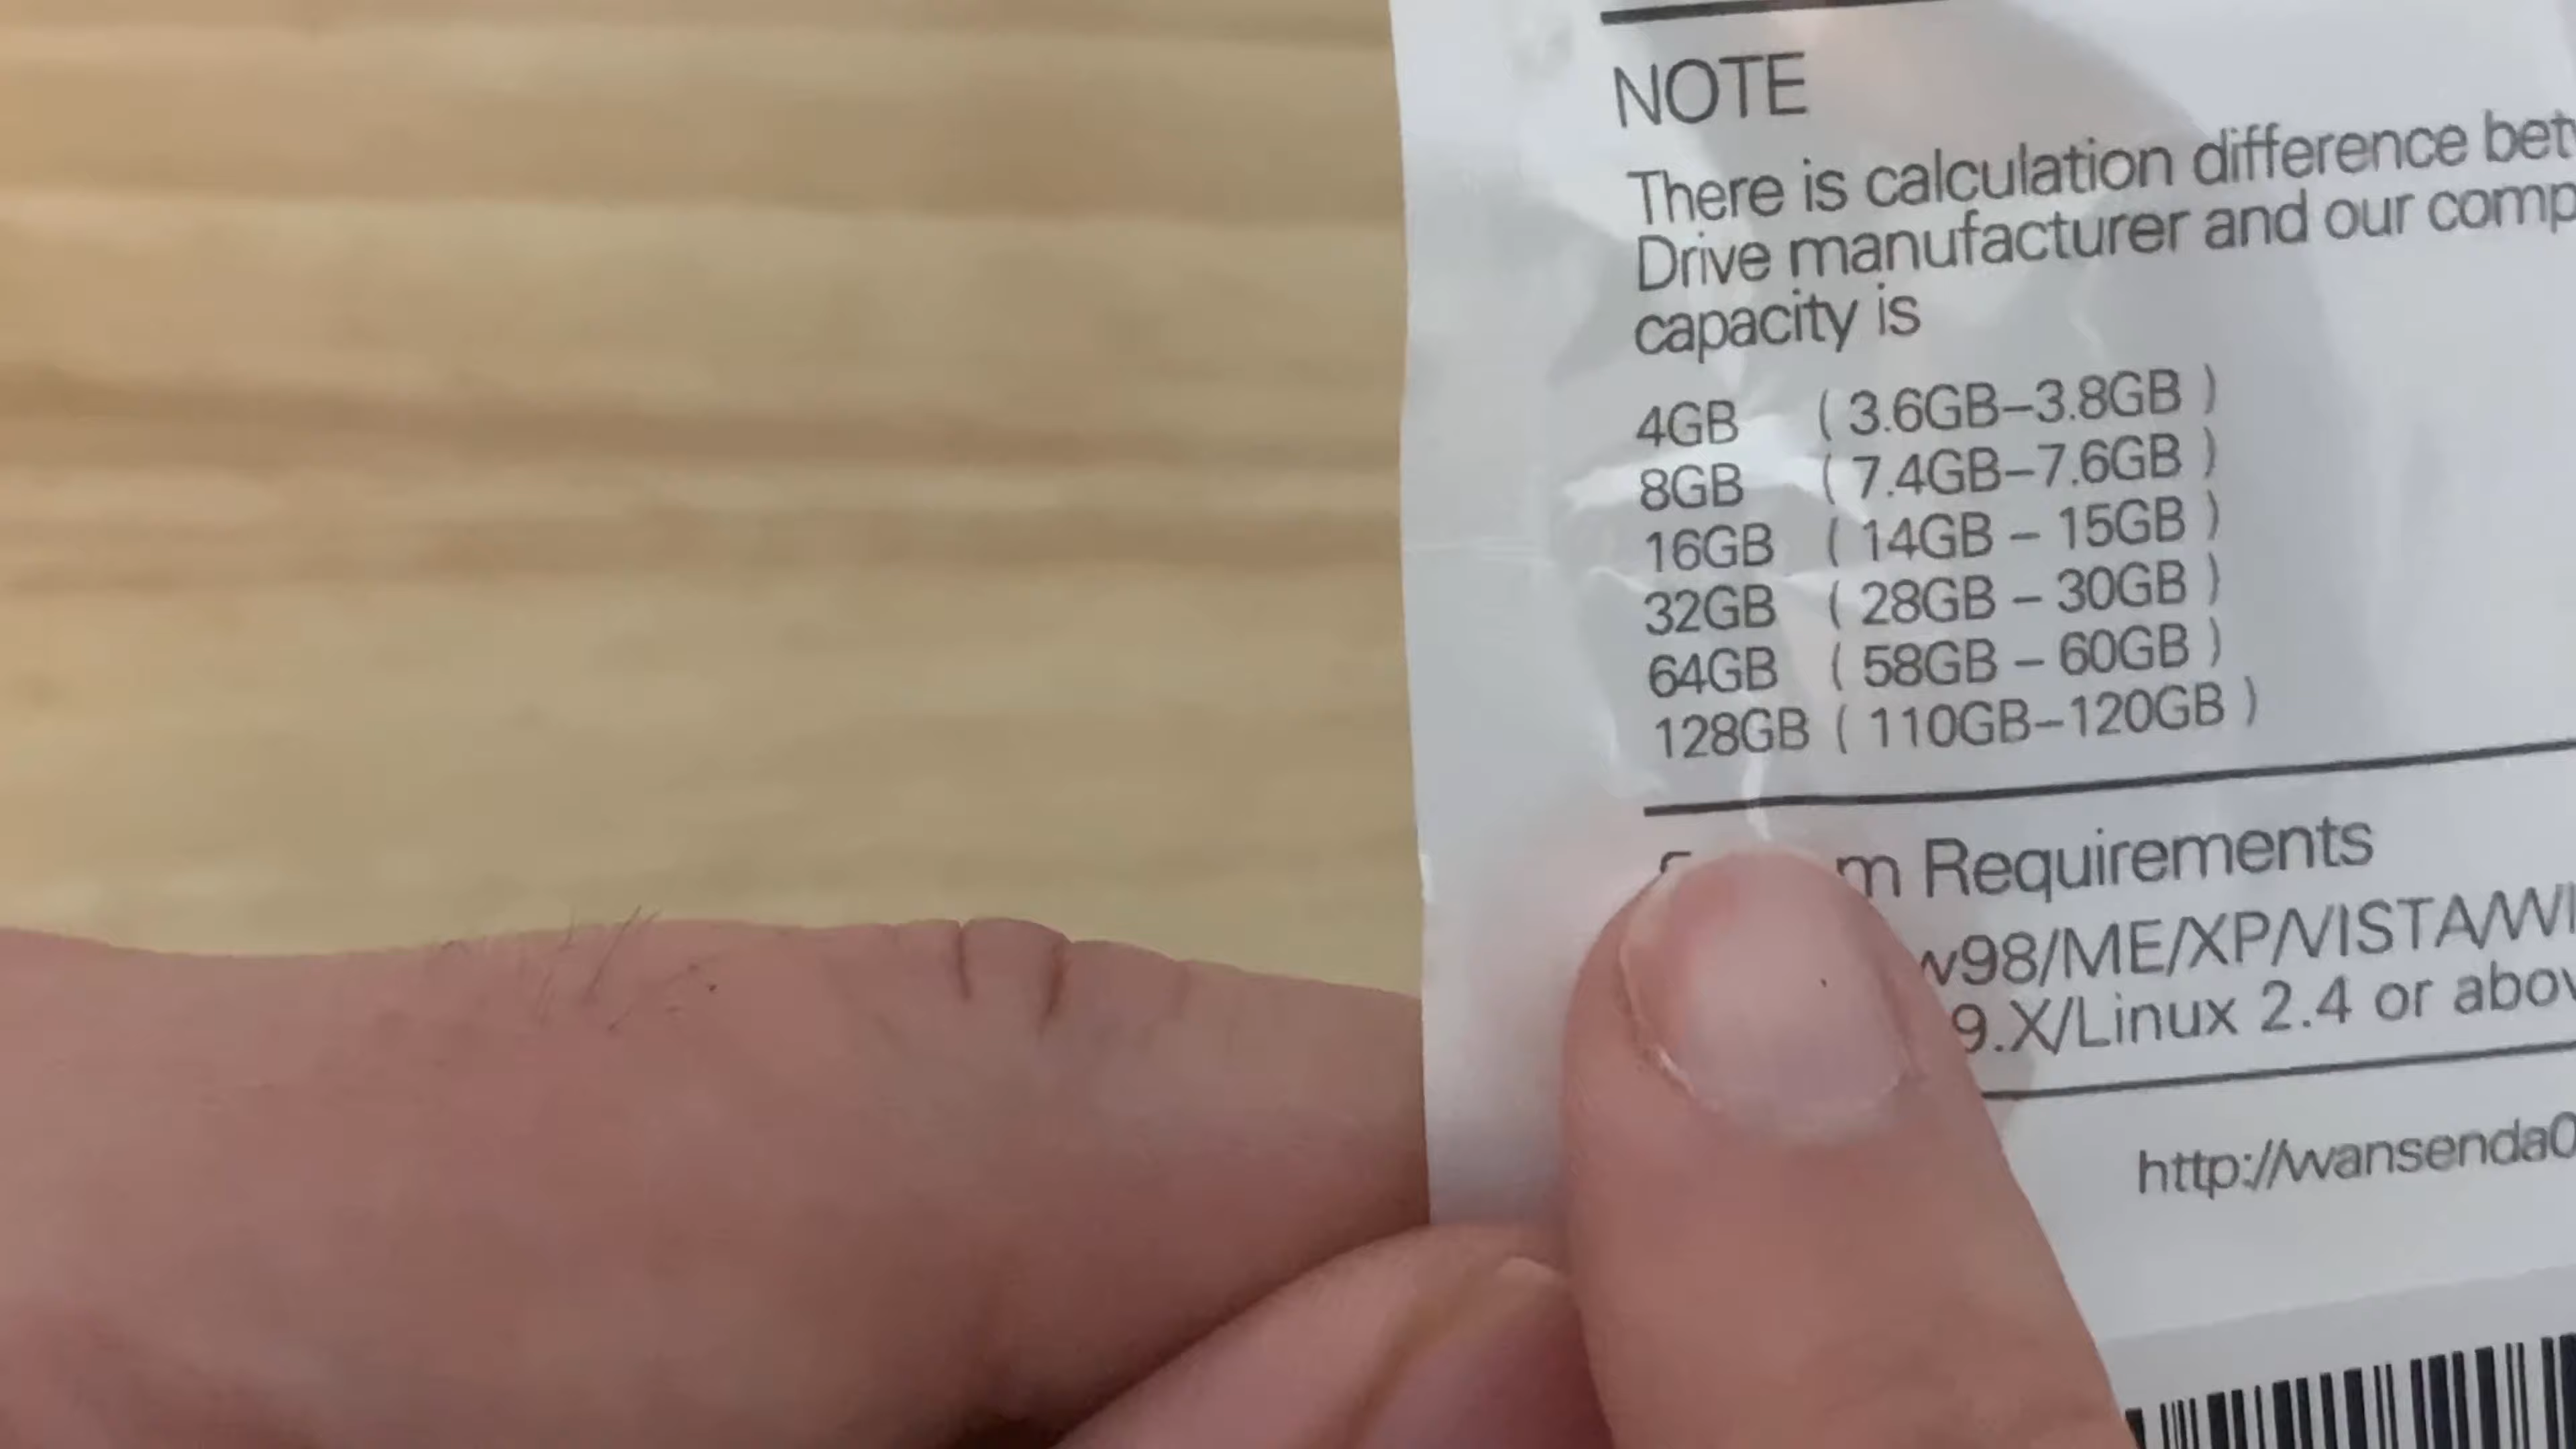 NOTE
There is calculation difference bet
Drive manufacturer and our comp
capacity is
4GB ( 3.6GB–3.8GB )
8GB ( 7.4GB–7.6GB )
16GB ( 14GB – 15GB )
32GB ( 28GB – 30GB )
64GB ( 58GB – 60GB )
128GB ( 110GB–120GB )
m Requirements
w98/ME/XP/VISTA/WI
9.X/Linux 2.4 or abov
http://wansenda0